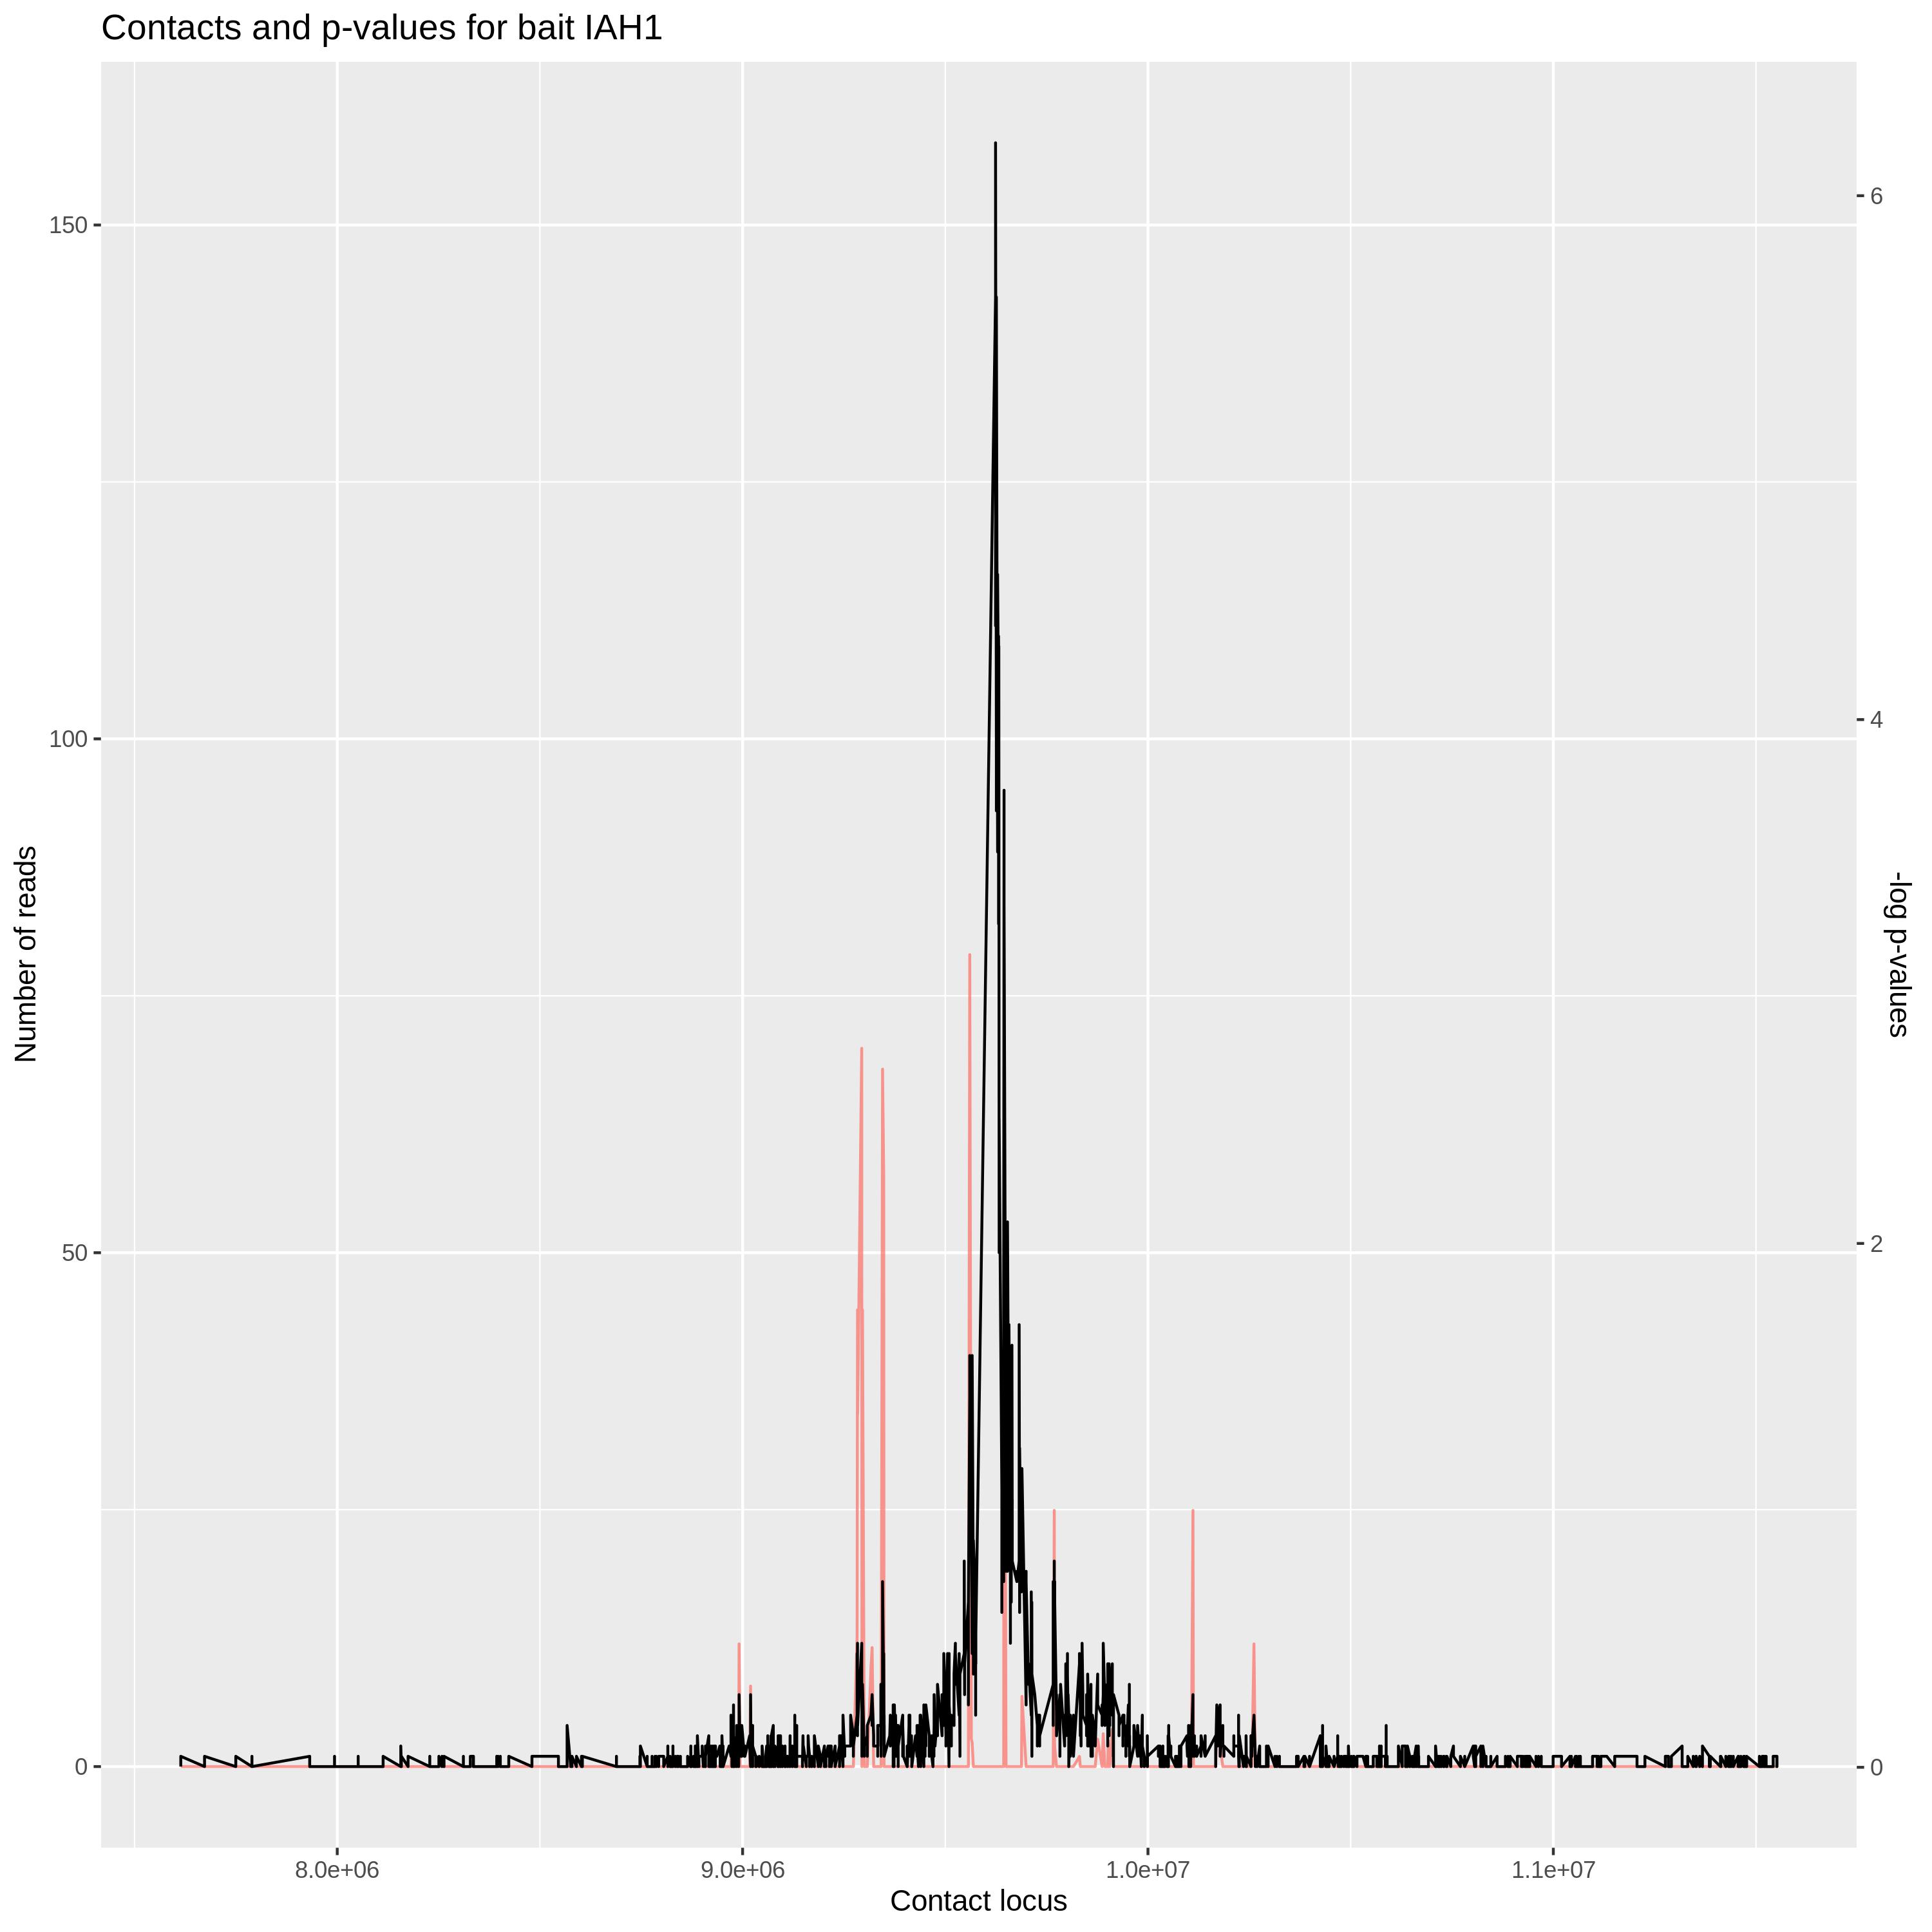 Contacts and p-values for bait IAH1
150
100
50
0
Number of reads
6
4
2
0
-log p-values
8.0e+06
9.0e+06
1.0e+07
1.1e+07
Contact locus